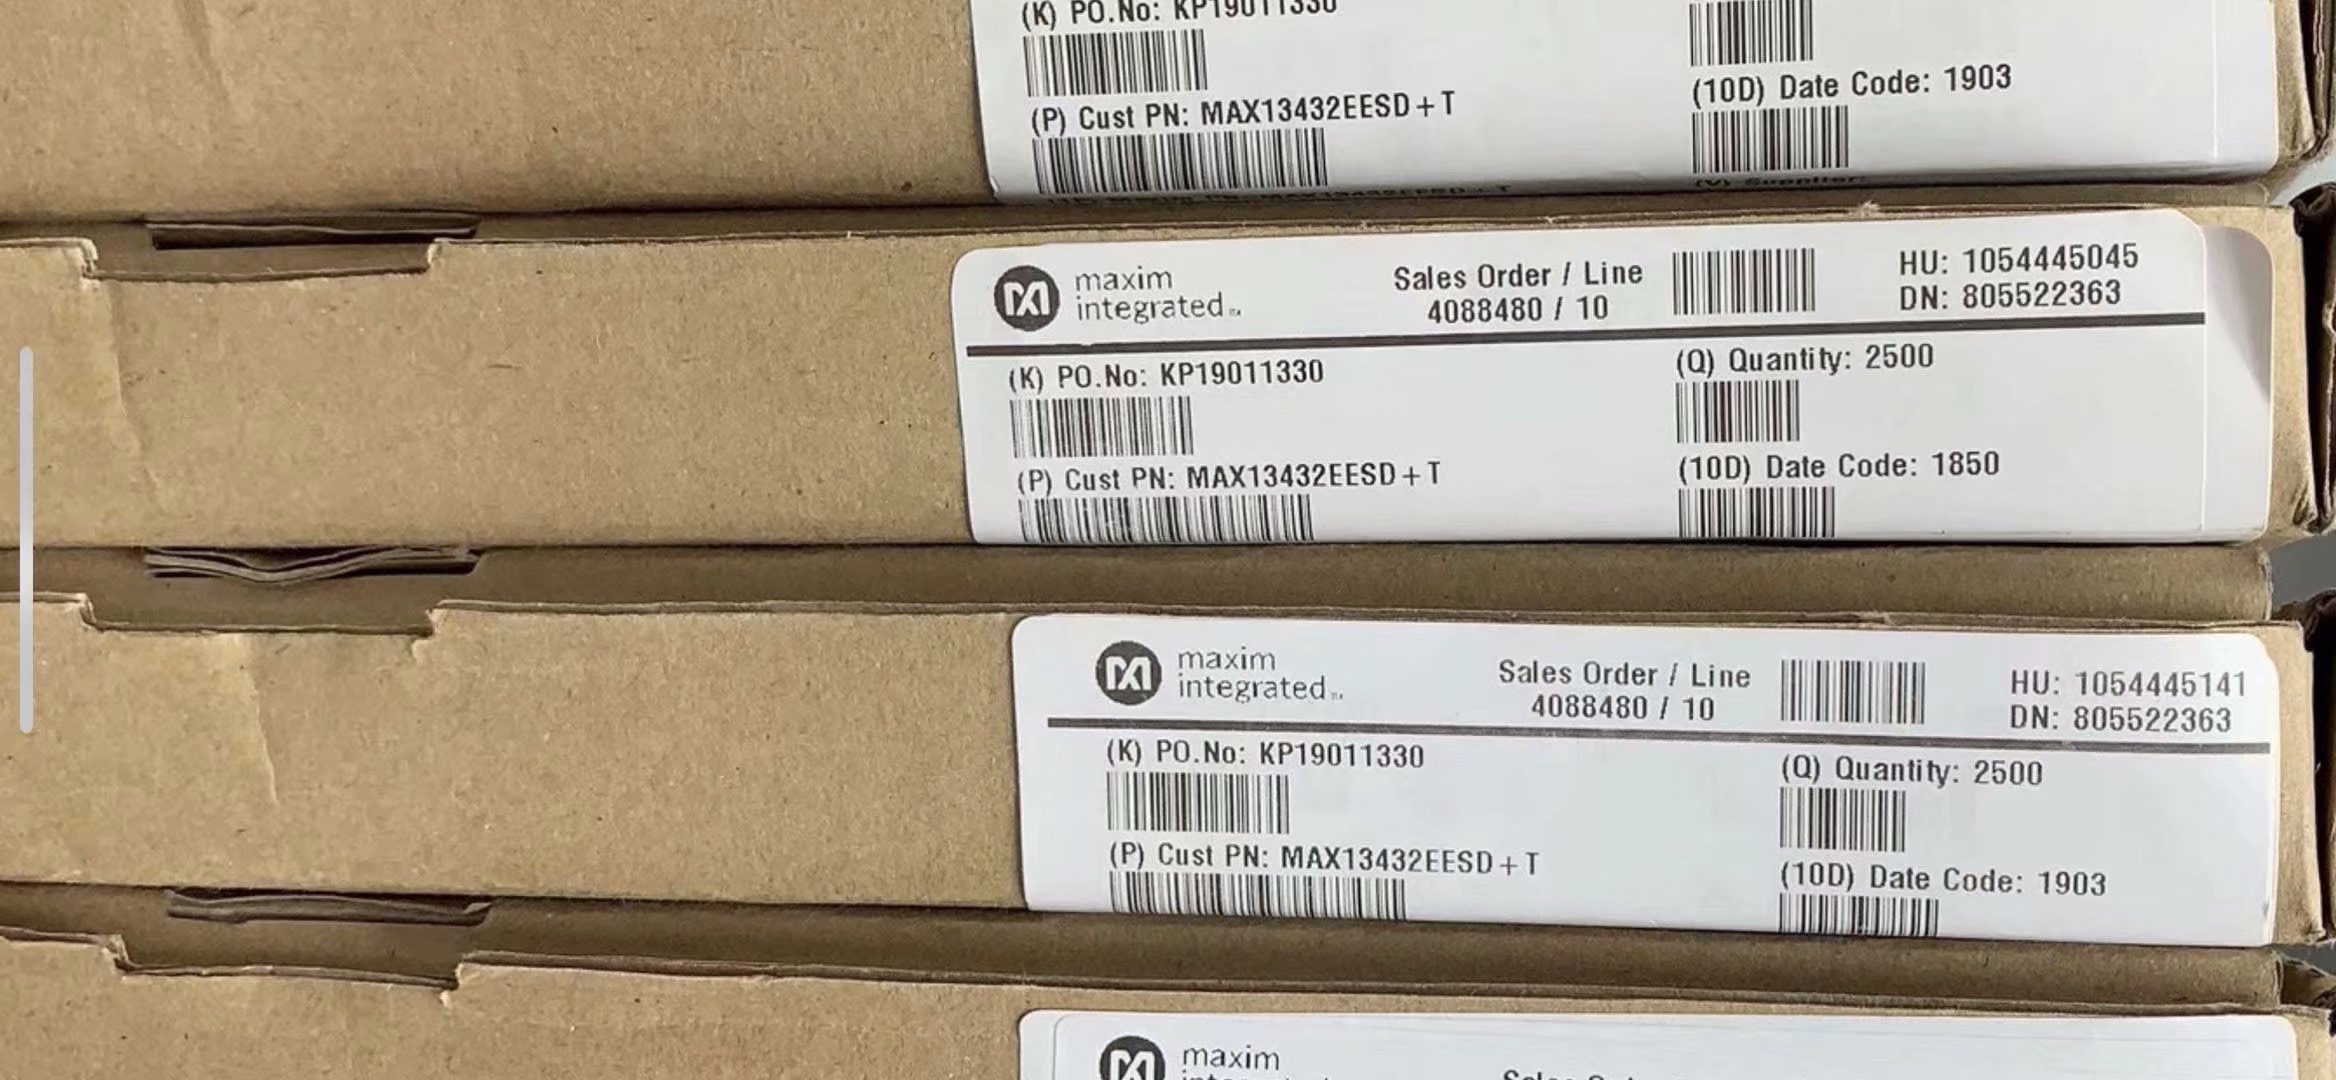 (K) PO.No: KP19011330
(P) Cust PN: MAX13432EESD+T
(10D) Date Code: 1903
maxim
integrated
Sales Order / Line
4088480 / 10
HU: 1054445045
DN: 805522363
(K) PO.No: KP19011330
(Q) Quantity: 2500
(P) Cust PN: MAX13432EESD+T
(10D) Date Code: 1850
maxim
integrated
Sales Order / Line
4088480 / 10
HU: 1054445141
DN: 805522363
(K) PO.No: KP19011330
(Q) Quantity: 2500
(P) Cust PN: MAX13432EESD+T
(10D) Date Code: 1903
maxim